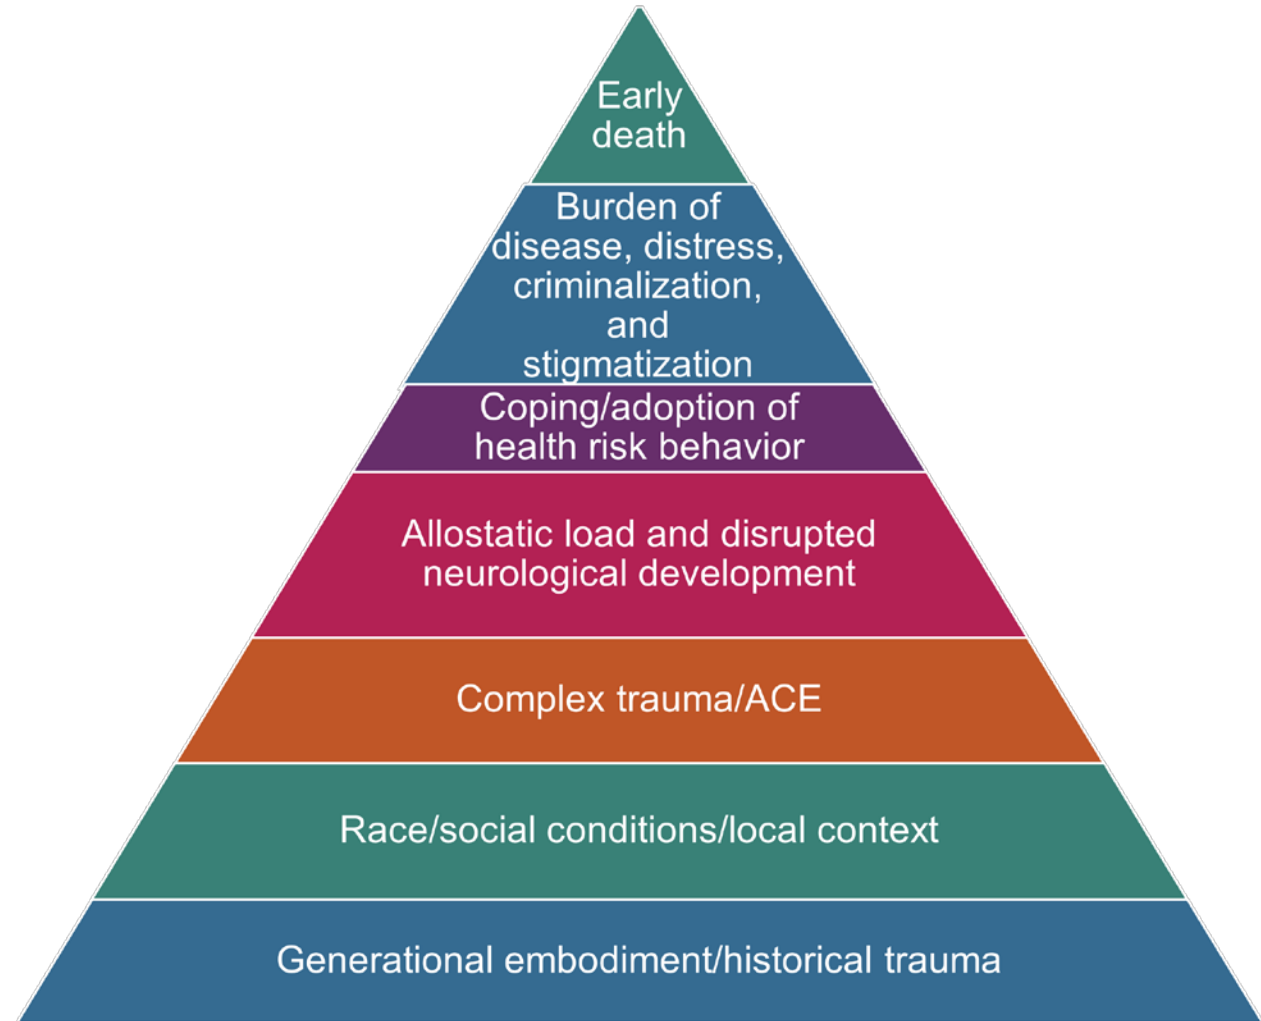 Early
death
Burden of
disease, distress,
criminalization,
and
stigmatization
Coping/adoption of
health risk behavior
Allostatic load and disrupted
neurological development
Complex trauma/ACE
Race/social conditions/local context
Generational embodiment/historical trauma